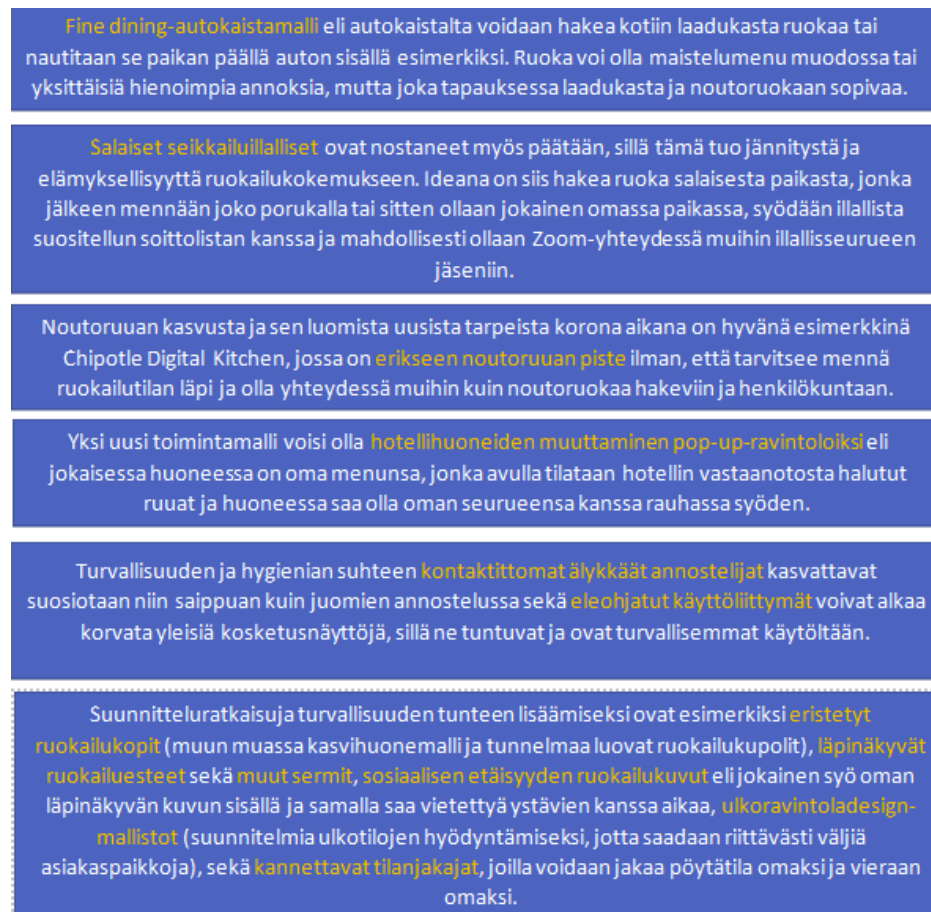 Fine dining-autokaistamalli eli autokaistalta voidaan hakea kotiin laadukasta ruokaa tai
nautitaan se paikan päällä auton sisällä esimerkiksi. Ruoka voi olla maistelumenu muodossa tai
yksittäisiä hienoimpia annoksia, mutta joka tapauksessa laadukasta ja noutoruokaan sopivaa.
Salaiset seikkailuillalliset ovat nostaneet myös päätään, sillä tämä tuo jännitystä ja
elämyksellisyyttä ruokailukokemukseen. Ideana on siis hakea ruoka salaisesta paikasta, jonka
jälkeen mennään joko porukalla tai sitten ollaan jokainen omassa paikassa, syödään illallista
suositellun soittolistan kanssa ja mahdollisesti ollaan Zoom-yhteydessä muihin illallisseurueen
jäseniin.
Noutoruuan kasvusta ja sen luomista uusista tarpeista korona aikana on hyvänä esimerkkinä
Chipotle Digital Kitchen, jossa on erikseen noutoruuan piste ilman, että tarvitsee mennä
ruokailutilan läpi ja olla yhteydessä muihin kuin noutoruokaa hakeviin ja henkilökuntaan.
Yksi uusi toimintamalli voisi olla hotellihuoneiden muuttaminen pop-up-ravintoloiksi eli
jokaisessa huoneessa on oma menunsa, jonka avulla tilataan hotellin vastaanotosta halutut
ruuat ja huoneessa saa olla oman seurueensa kanssa rauhassa syöden.
Turvallisuuden ja hygienian suhteen kontaktittomat älykkäät annostelijat kasvattavat
suosiotaan niin saippuan kuin juomien annostelussa sekä eleohjatut käyttöliittymät voivat alkaa
korvata yleisiä kosketusnäyttöjä, sillä ne tuntuvat ja ovat turvallisemmat käytöltään.
Suunnitteluratkaisuja turvallisuuden tunteen lisäämiseksi ovat esimerkiksi eristetyt
ruokailukopit (muun muassa kasvihuonemalli ja tunnelmaa luovat ruokailukupolit), läpinäkyvät
ruokailuesteet sekä muut sermit, sosiaalisen etäisyyden ruokailukuvut eli jokainen syö oman
läpinäkyvän kuvun sisällä ja samalla saa vietettyä ystävien kanssa aikaa, ulkoravintoladesign-
mallistot (suunnitelmia ulkotilojen hyödyntämiseksi, jotta saadaan riittävästi väljiä
asiakaspaikkoja), sekä kannettavat tilanjakajat, joilla voidaan jakaa pöytätila omaksi ja vieraan
omaksi.